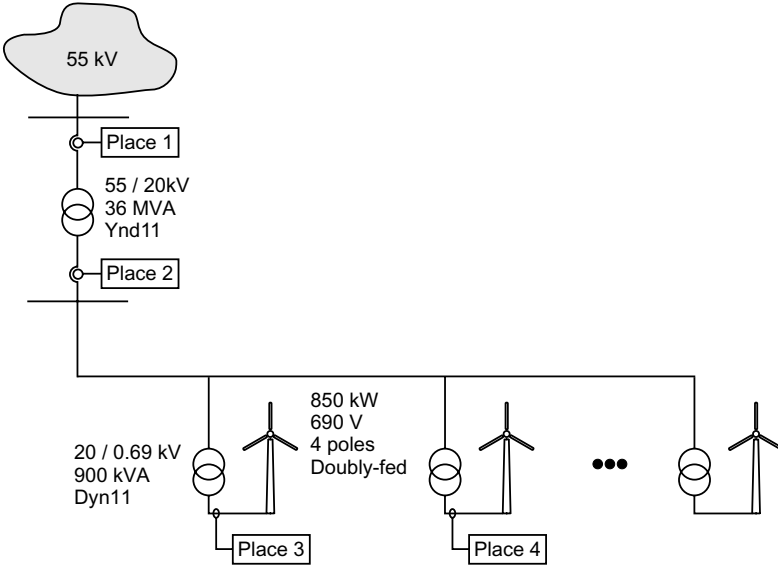 55 kV
Place 1
55 / 20kV
36 MVA
Ynd11
Place 2
20 / 0.69 kV
900 kVA
Dyn11
850 kW
690 V
4 poles
Doubly-fed
Place 3
Place 4